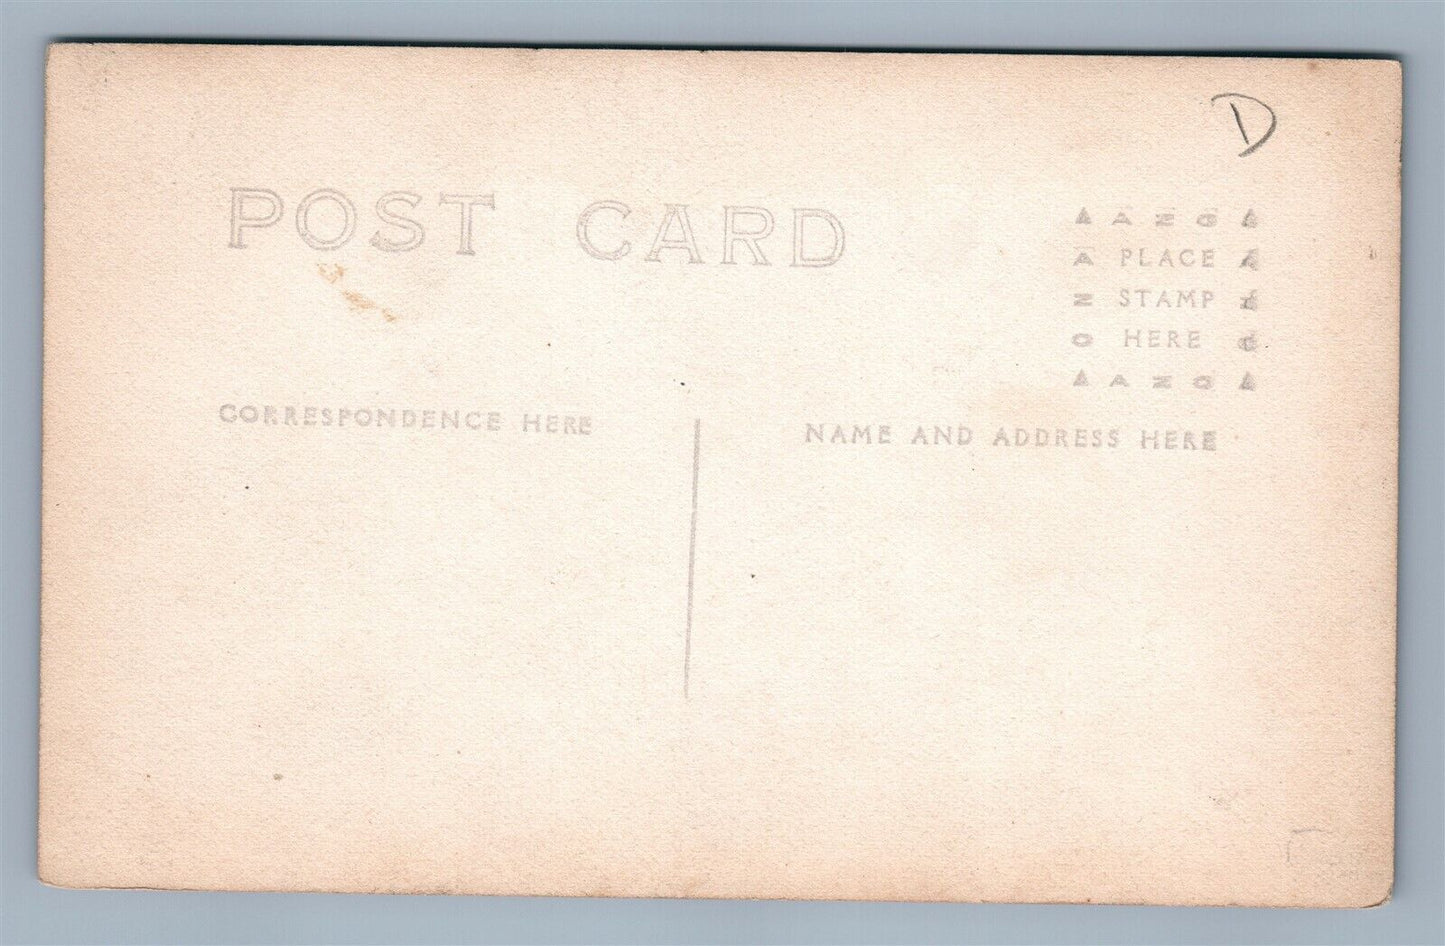 D
POST CARD
▲ AZO ▲
A PLACE A
Z STAMP Z
O HERE O
▲ AZO ▲
CORRESPONDENCE HERE
NAME AND ADDRESS HERE